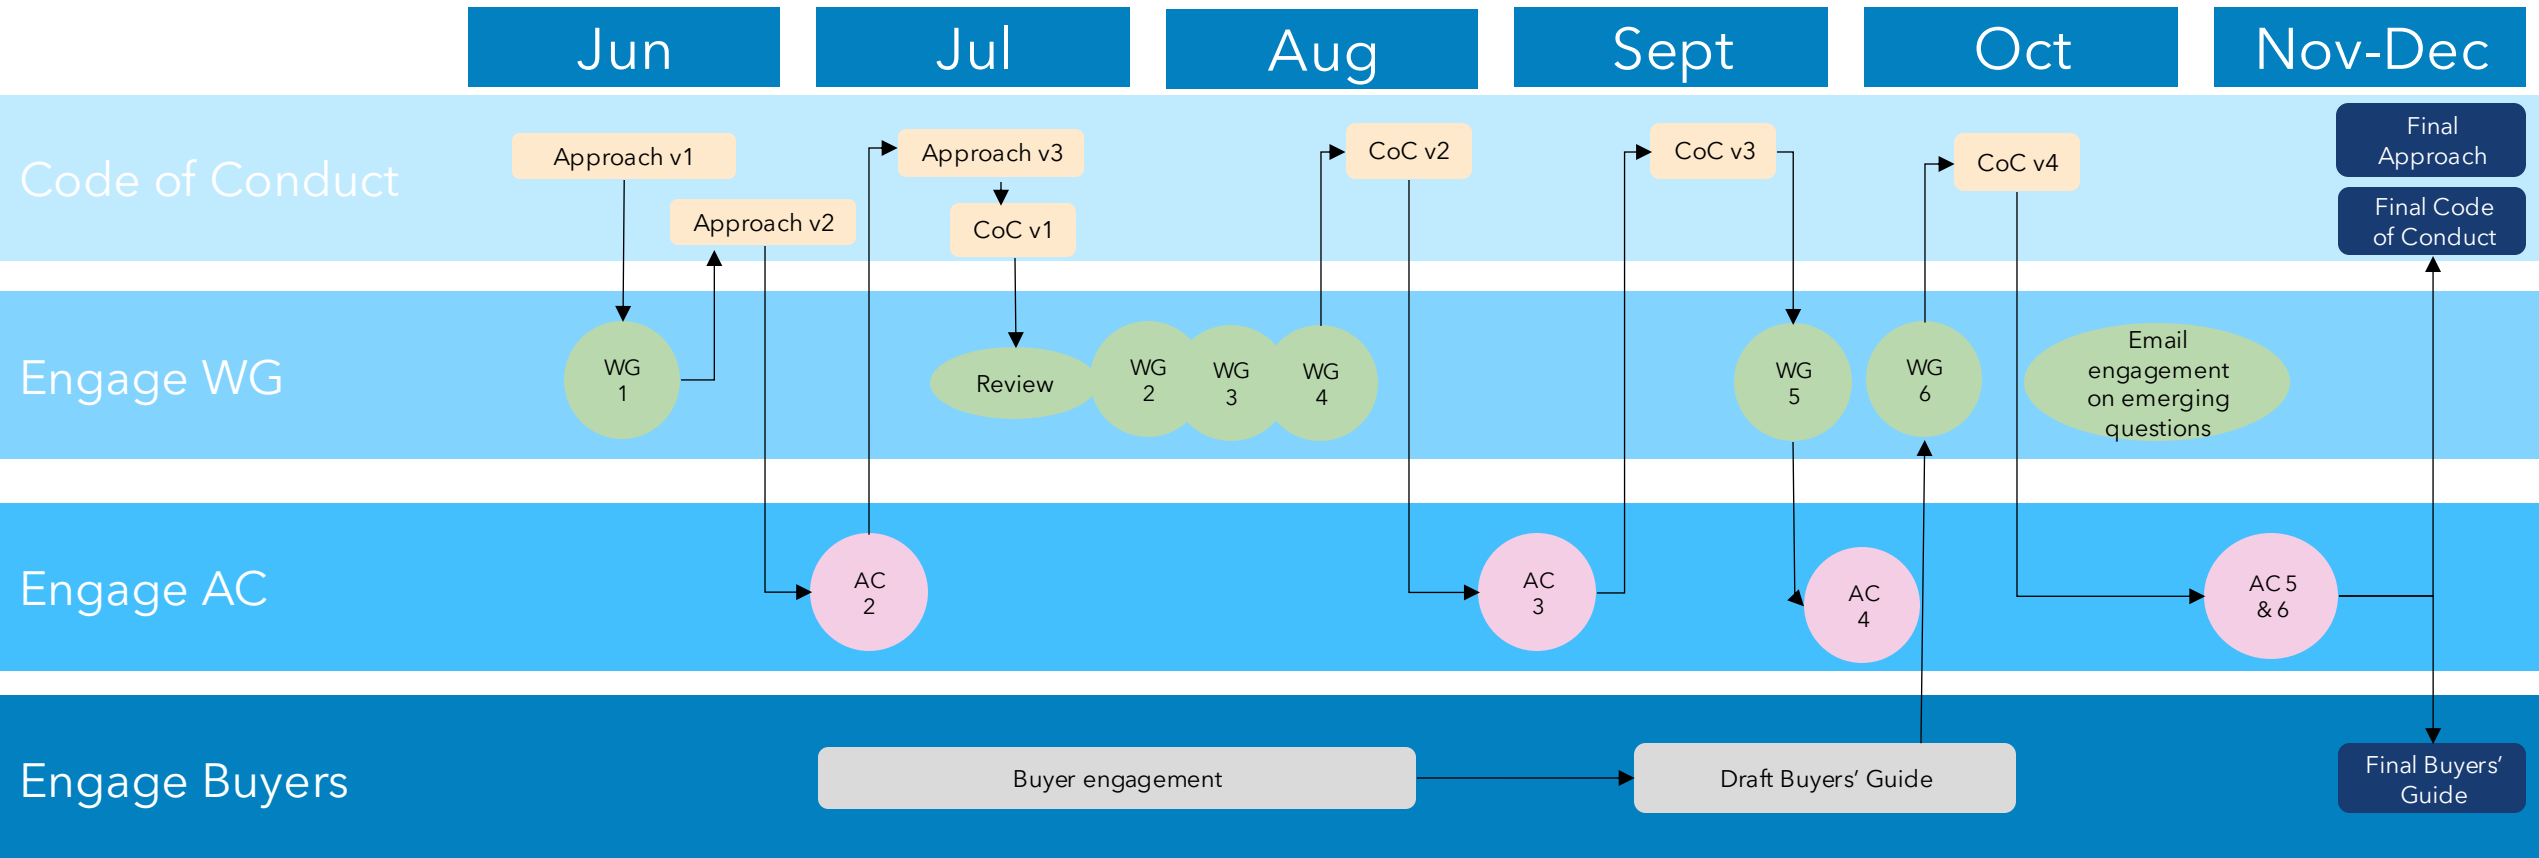 Jun
Jul
Aug
Sept
Oct
Nov-Dec
Code of Conduct
Approach v1
Approach v2
Approach v3
CoC v1
CoC v2
CoC v3
CoC v4
Final
Approach
Final Code
of Conduct
Engage WG
WG
1
Review
WG
2
WG
3
WG
4
WG
5
WG
6
Email
engagement
on emerging
questions
Engage AC
AC
2
AC
3
AC
4
AC 5
& 6
Engage Buyers
Buyer engagement
Draft Buyers’ Guide
Final Buyers’
Guide